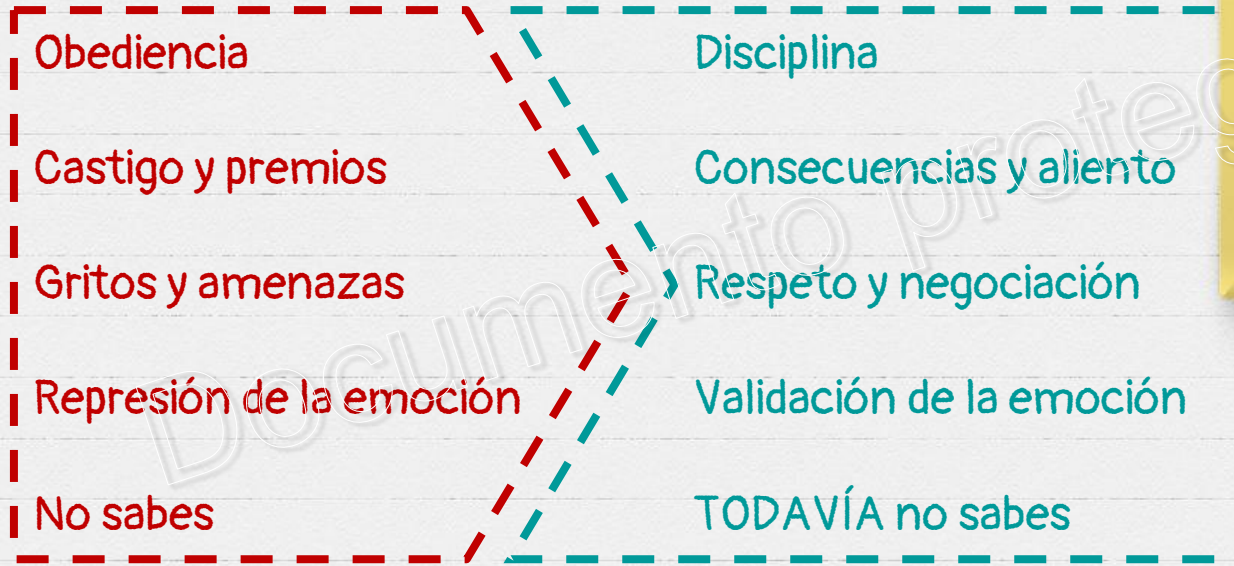 Obediencia
Disciplina
Castigo y premios
Consecuencias y aliento
Gritos y amenazas
Respeto y negociación
Represión de la emoción
Validación de la emoción
No sabes
TODAVÍA no sabes
Documento proteg